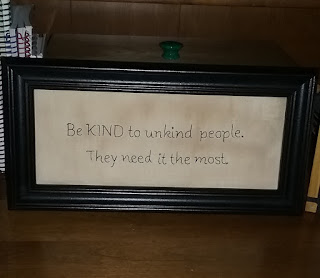 Be KIND to unkind people.
They need it the most.